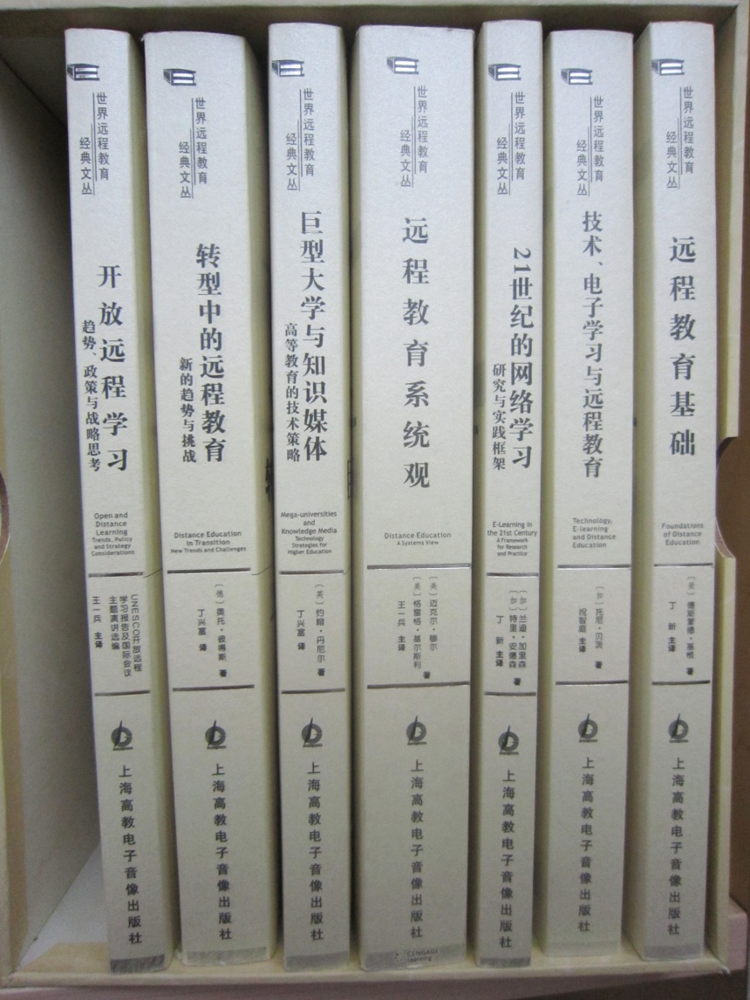 世界远程教育
经典文丛
开放远程学习
趋势、政策与战略思考
Open and
Distance
Learning
Trends, Policy
and Strategy
Considerations
UNESCO开放远程
学习报告及国际会议
主题演讲选编
王一兵 主译
上海高教电子音像出版社
世界远程教育
经典文丛
转型中的远程教育
新的趋势与挑战
Distance Education
in Transition
New Trends and Challenges
[德] 奥托·彼得斯 著
丁兴富 译
上海高教电子音像出版社
世界远程教育
经典文丛
巨型大学与知识媒体
高等教育的技术策略
Mega-universities
and
Knowledge Media
Technology
Strategies for
Higher Education
[英] 约翰·丹尼尔 著
丁兴富 译
上海高教电子音像出版社
世界远程教育
经典文丛
远程教育系统观
Distance Education
A Systems View
[美] 迈克尔·穆尔
[美] 格雷格·基尔斯利 著
王一兵 主译
上海高教电子音像出版社
CENGAGE
Learning
世界远程教育
经典文丛
21世纪的网络学习
研究与实践框架
E-Learning in
the 21st Century
A Framework
for Research
and Practice
[加] 兰迪·加里森
[加] 特里·安德森 著
丁 新 主译
上海高教电子音像出版社
世界远程教育
经典文丛
技术、电子学习与远程教育
Technology,
E-learning
and Distance
Education
[加] 托尼·贝茨 著
祝智庭 主译
上海高教电子音像出版社
世界远程教育
经典文丛
远程教育基础
Foundations
of Distance
Education
德斯蒙德·基更 著
丁 新 主译
上海高教电子音像出版社